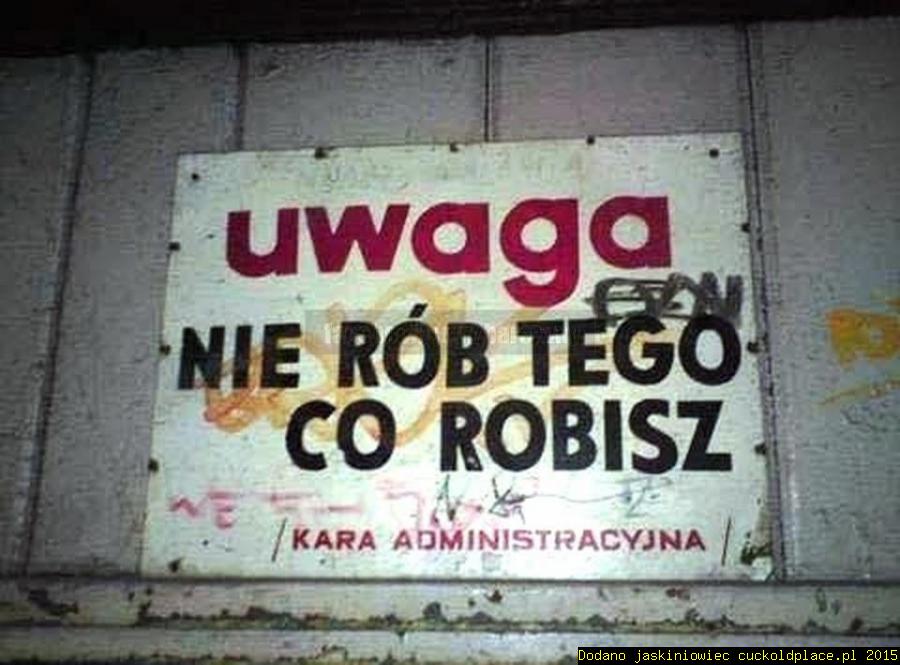 uwaga
NIE RÓB TEGO
CO ROBISZ
/KARA ADMINISTRACYJNA/
Dodano jaskiniowiec cuckoldplace.pl 2015